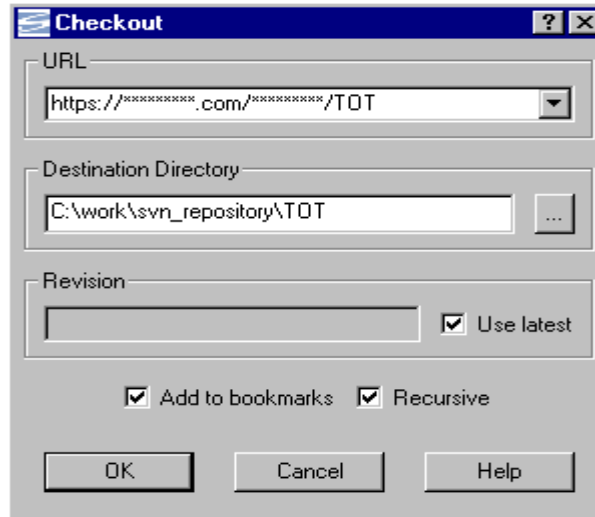 Checkout
URL
https://*********.com/*********/TOT
Destination Directory
C:\work\svn_repository\TOT
...
Revision
Use latest
Add to bookmarks Recursive
OK Cancel Help